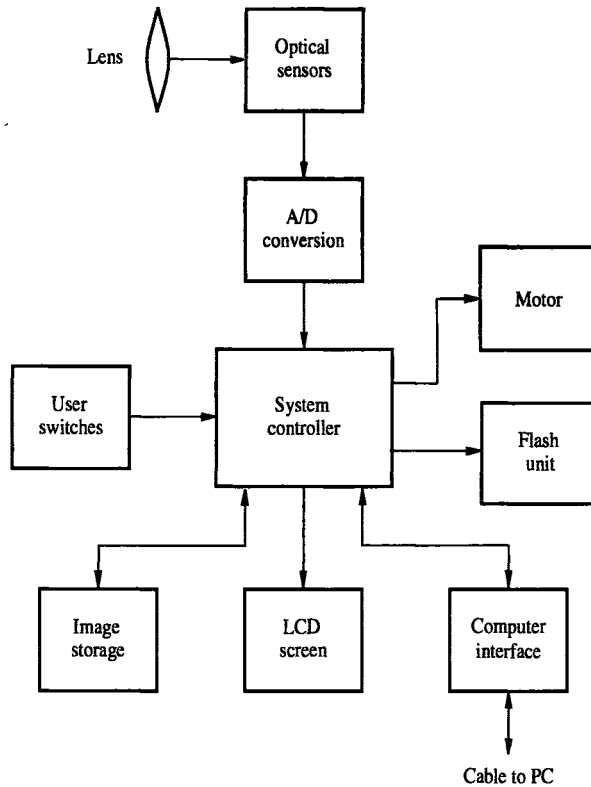 Lens
Optical
sensors
A/D
conversion
Motor
User
switches
System
controller
Flash
unit
Image
storage
LCD
screen
Computer
interface
Cable to PC